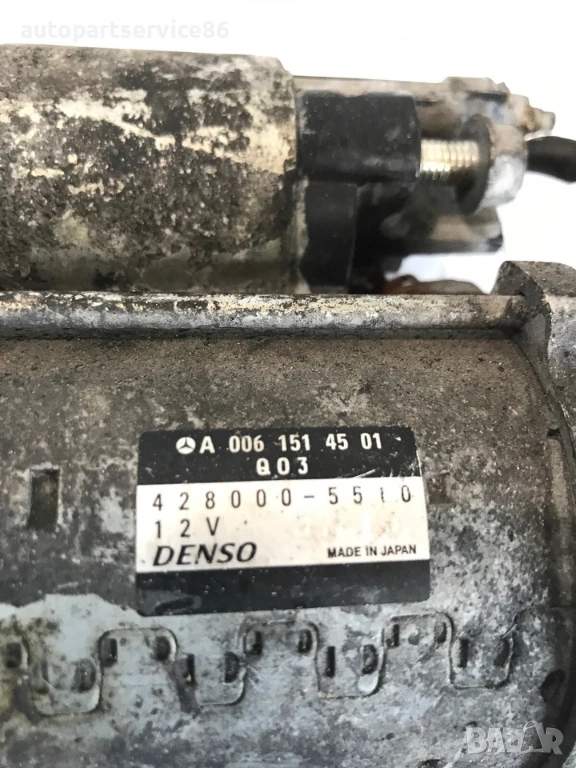 autopartservice86
A 006 151 45 01
Q03
428000-5510
12V
DENSO MADE IN JAPAN
BAZAR